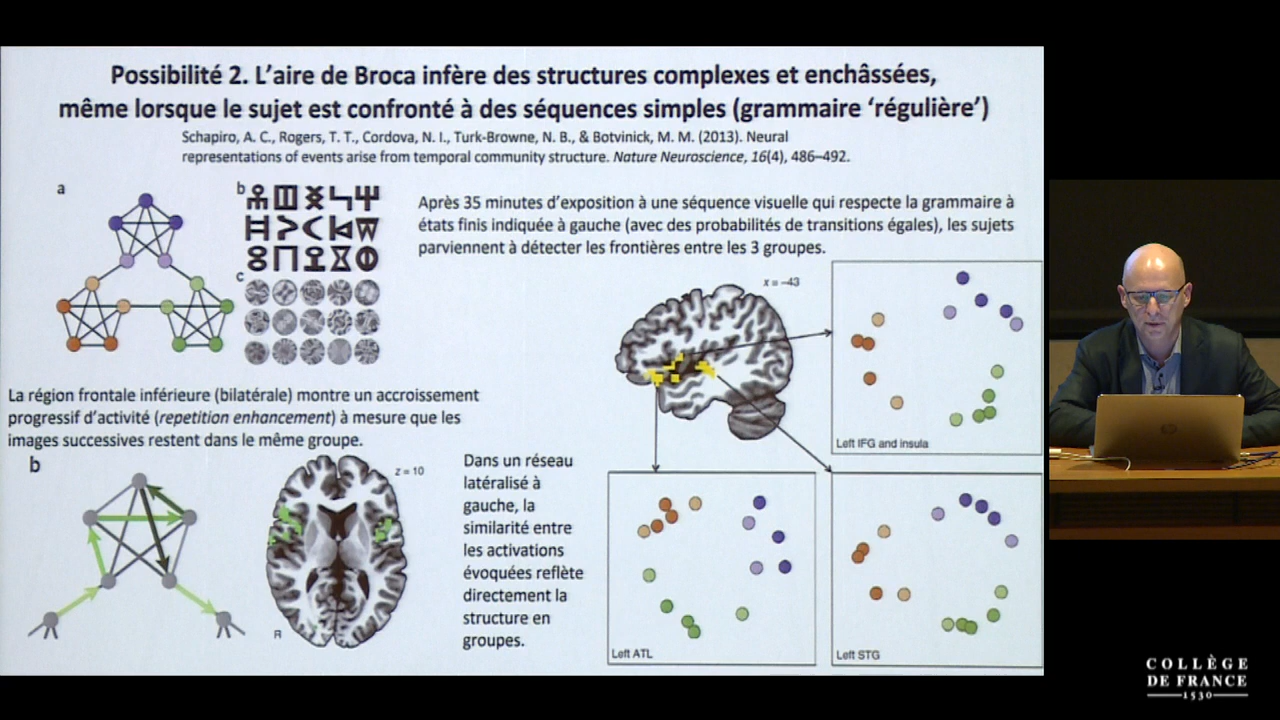 Possibilité 2. L'aire de Broca infère des structures complexes et enchâssées,
même lorsque le sujet est confronté à des séquences simples (grammaire 'régulière')
Schapiro, A. C., Rogers, T. T., Cordova, N. I., Turk-Browne, N. B., & Botvinick, M. M. (2013). Neural
representations of events arise from temporal community structure. Nature Neuroscience, 16(4), 486–492.
a
b
c
Après 35 minutes d'exposition à une séquence visuelle qui respecte la grammaire à
états finis indiquée à gauche (avec des probabilités de transitions égales), les sujets
parviennent à détecter les frontières entre les 3 groupes.
x = –43
Left IFG and insula
La région frontale inférieure (bilatérale) montre un accroissement
progressif d'activité (repetition enhancement) à mesure que les
images successives restent dans le même groupe.
b
z = 10
R
Dans un réseau
latéralisé à
gauche, la
similarité entre
les activations
évoquées reflète
directement la
structure en
groupes.
Left ATL
Left STG
COLLÈGE
DE FRANCE
1530